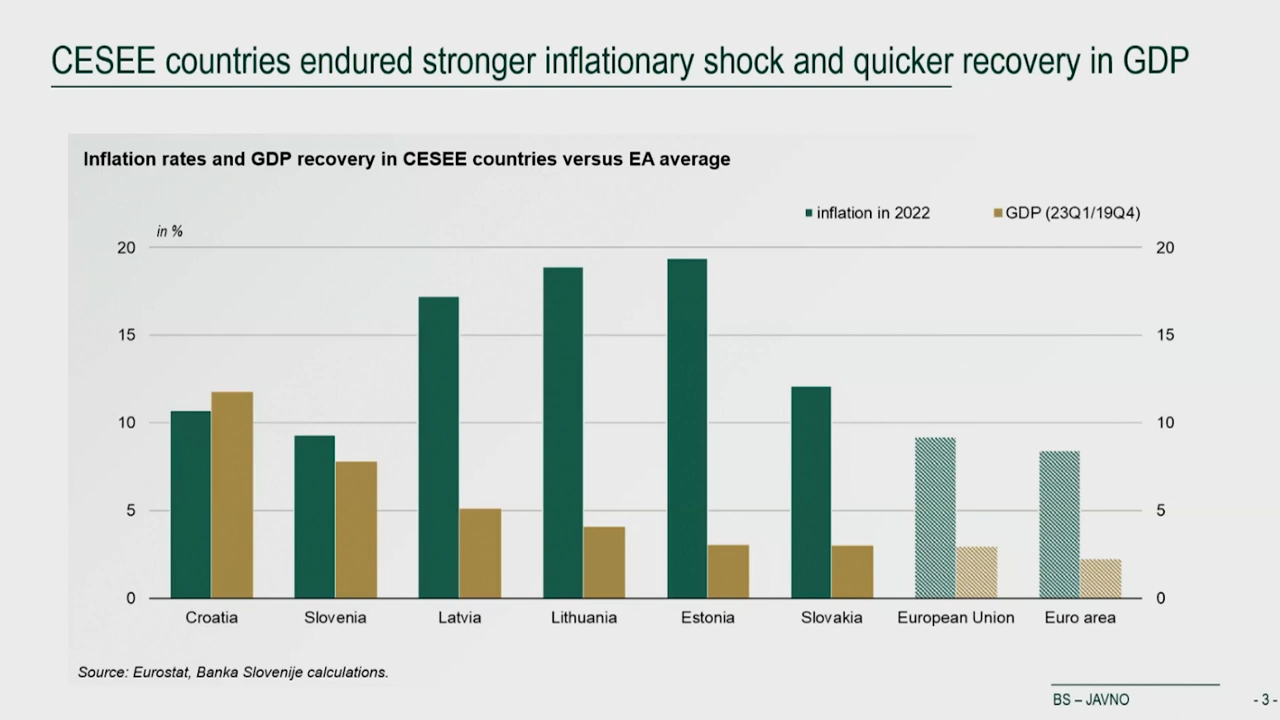 CESEE countries endured stronger inflationary shock and quicker recovery in GDP
Inflation rates and GDP recovery in CESEE countries versus EA average
inflation in 2022 GDP (23Q1/19Q4)
in %
20 20
15 15
10 10
5 5
0 0
Croatia Slovenia Latvia Lithuania Estonia Slovakia European Union Euro area
Source: Eurostat, Banka Slovenije calculations.
BS – JAVNO - 3 -